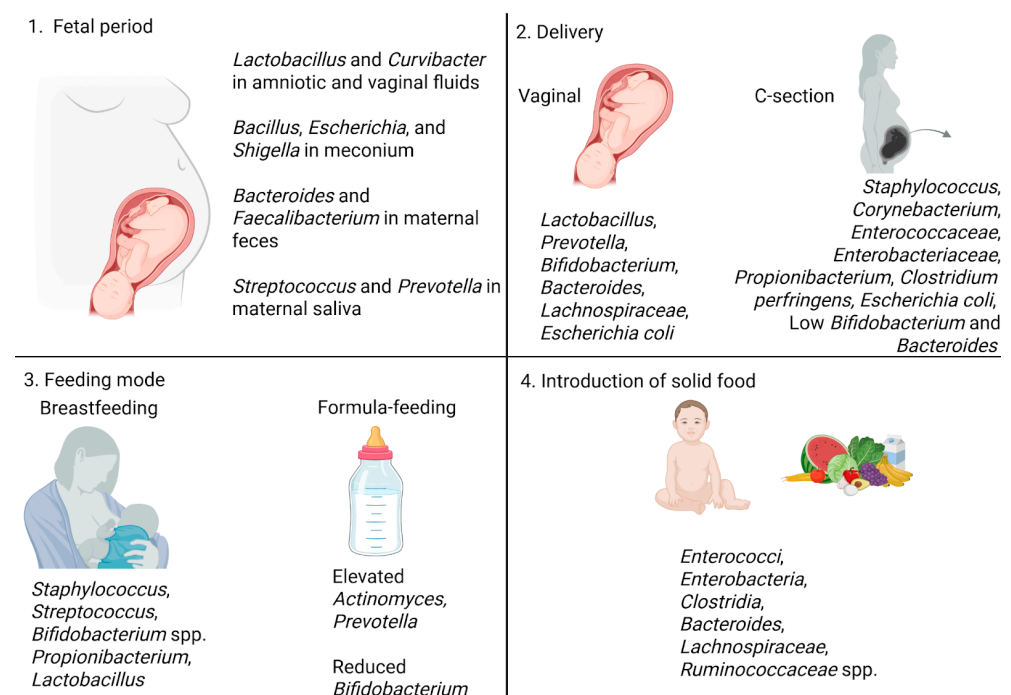 1. Fetal period
Lactobacillus and Curvibacter
in amniotic and vaginal fluids
Bacillus, Escherichia, and
Shigella in meconium
Bacteroides and
Faecalibacterium in maternal
feces
Streptococcus and Prevotella in
maternal saliva
2. Delivery
Vaginal
Lactobacillus,
Prevotella,
Bifidobacterium,
Bacteroides,
Lachnospiraceae,
Escherichia coli
C-section
Staphylococcus,
Corynebacterium,
Enterococcaceae,
Enterobacteriaceae,
Propionibacterium, Clostridium
perfringens, Escherichia coli,
Low Bifidobacterium and
Bacteroides
3. Feeding mode
Breastfeeding
Staphylococcus,
Streptococcus,
Bifidobacterium spp.
Propionibacterium,
Lactobacillus
Formula-feeding
Elevated
Actinomyces,
Prevotella
Reduced
Bifidobacterium
4. Introduction of solid food
Enterococci,
Enterobacteria,
Clostridia,
Bacteroides,
Lachnospiraceae,
Ruminococcaceae spp.